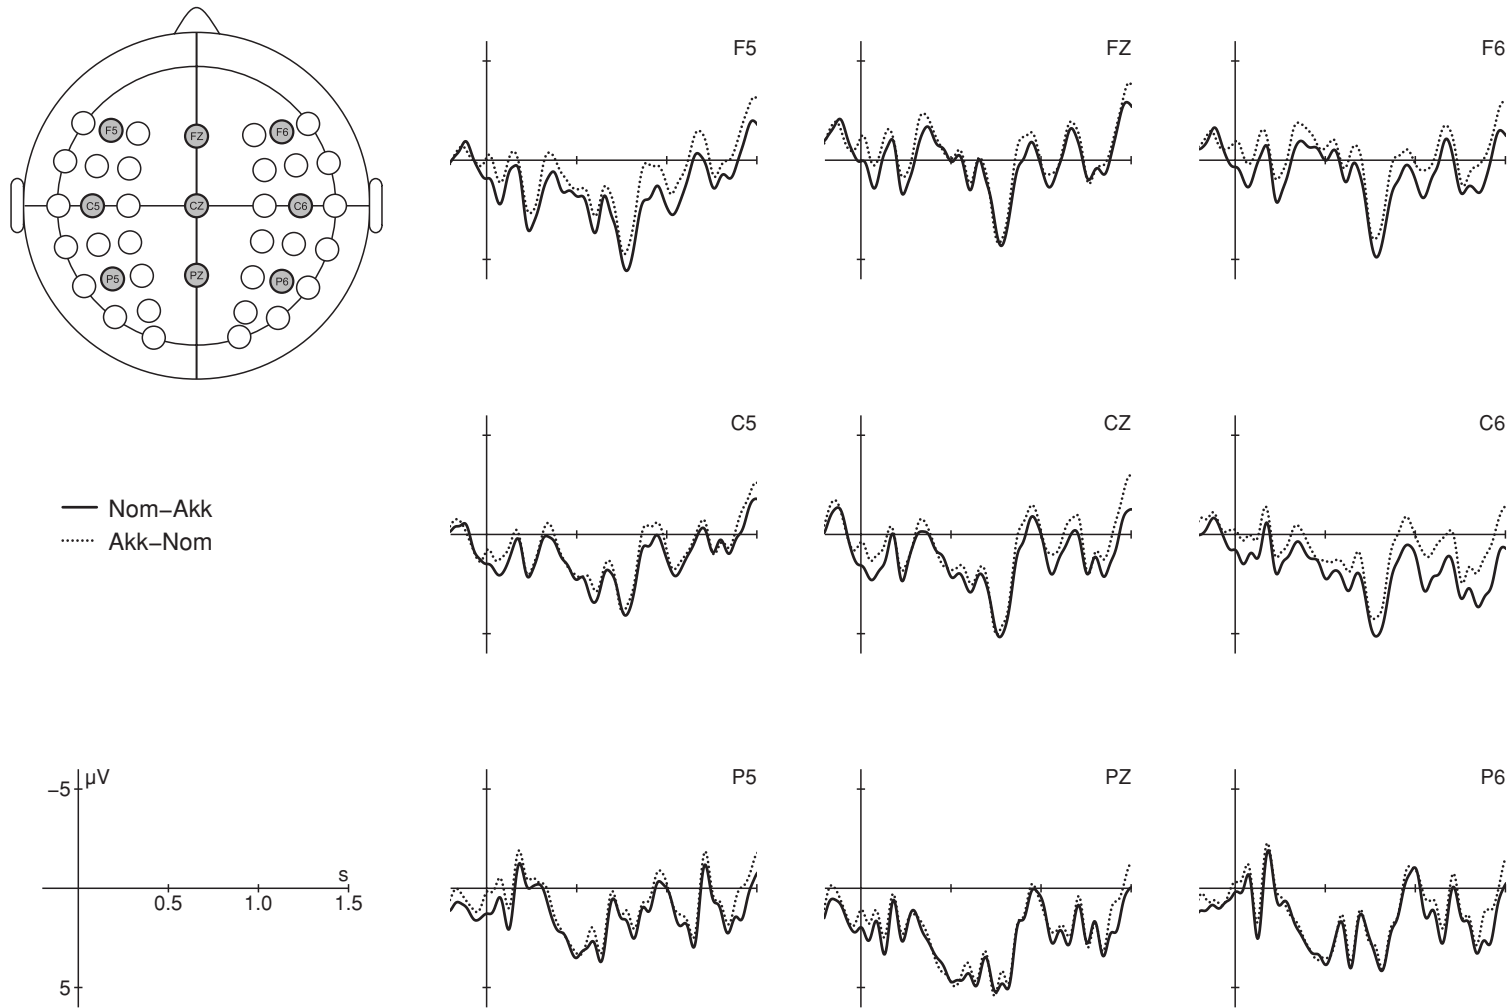 F5 FZ F6
F5 FZ F6
C5 CZ C6
P5 PZ P6
C5 CZ C6
Nom–Akk
Akk–Nom
P5 PZ P6
µV
−5
s
0.5 1.0 1.5
5